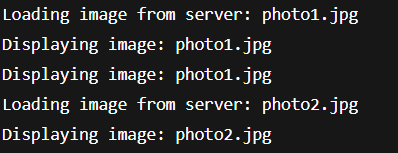 Loading image from server: photo1.jpg
Displaying image: photo1.jpg
Displaying image: photo1.jpg
Loading image from server: photo2.jpg
Displaying image: photo2.jpg